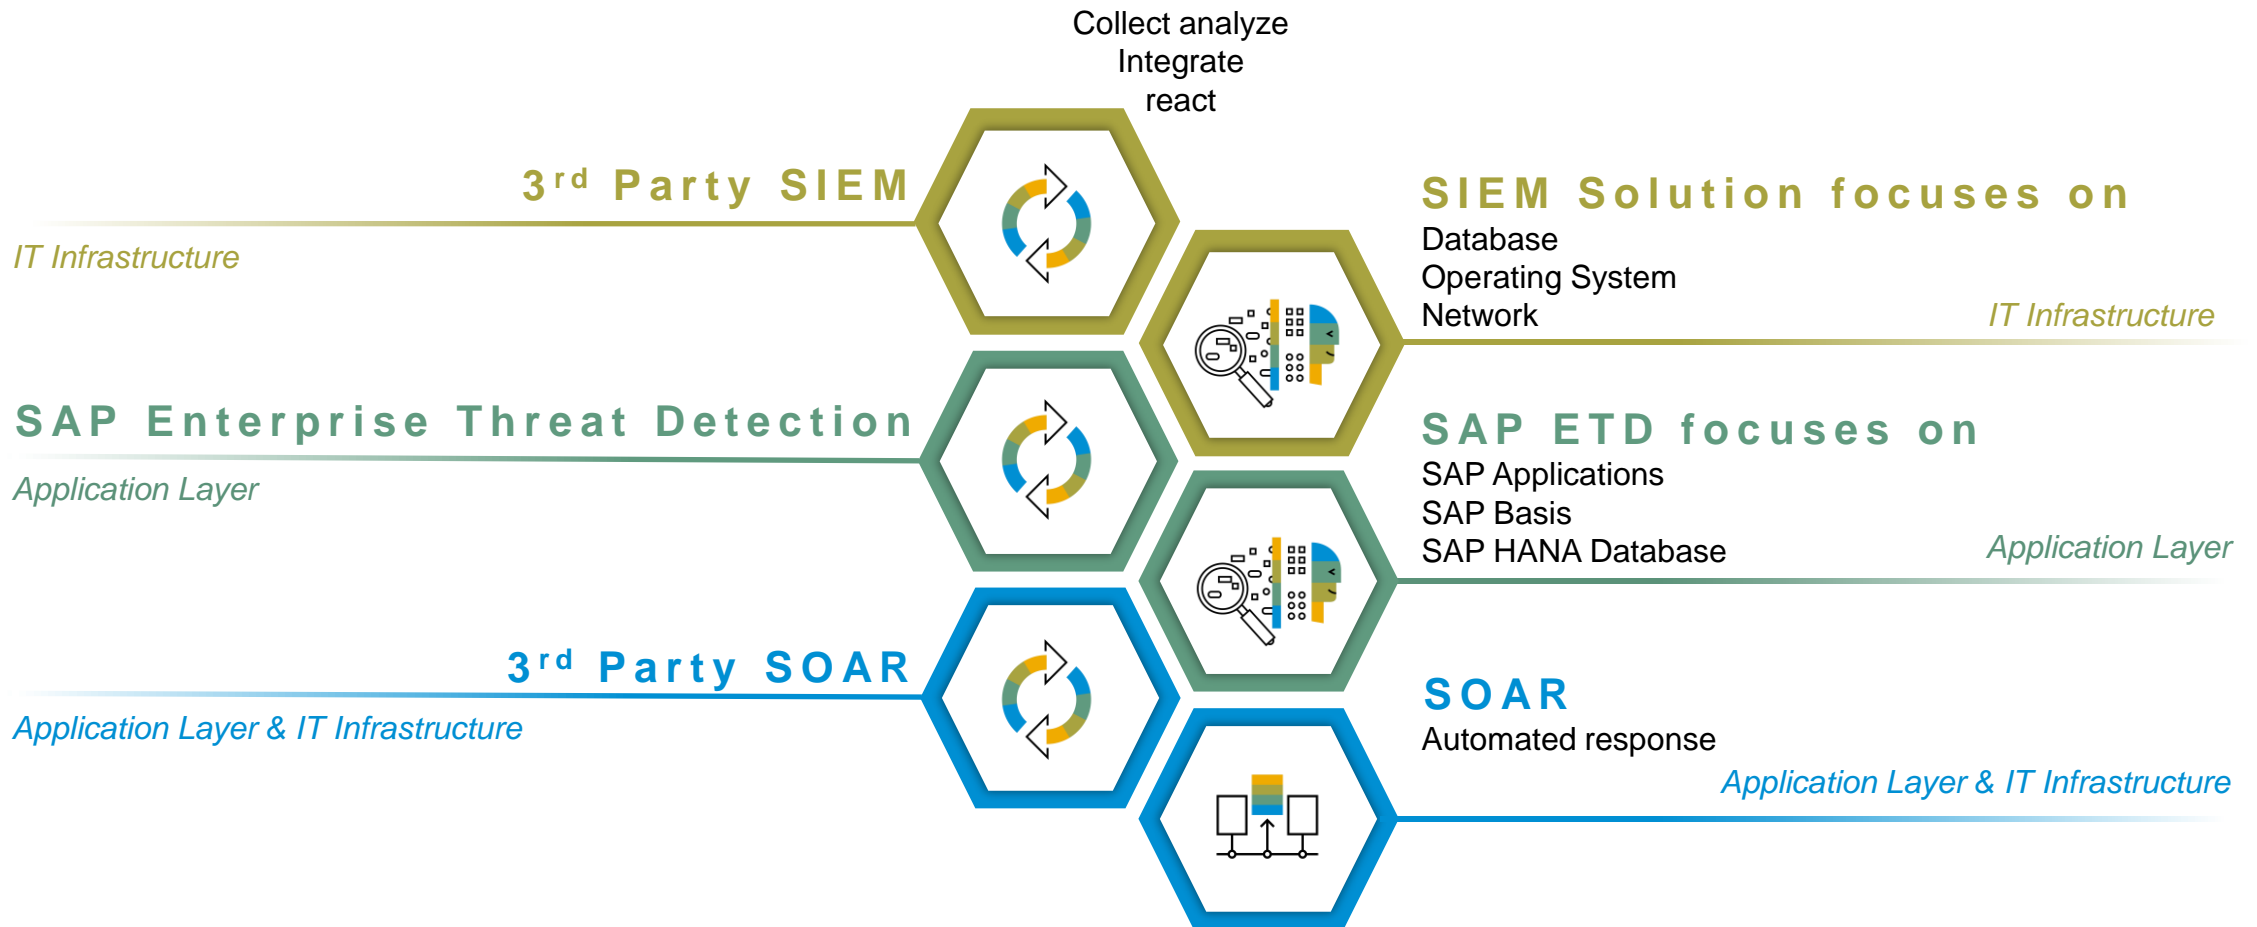 Collect analyze
Integrate
react
3rd Party SIEM
IT Infrastructure
SIEM Solution focuses on
Database
Operating System
Network
IT Infrastructure
SAP Enterprise Threat Detection
Application Layer
SAP ETD focuses on
SAP Applications
SAP Basis
SAP HANA Database
Application Layer
3rd Party SOAR
Application Layer & IT Infrastructure
SOAR
Automated response
Application Layer & IT Infrastructure